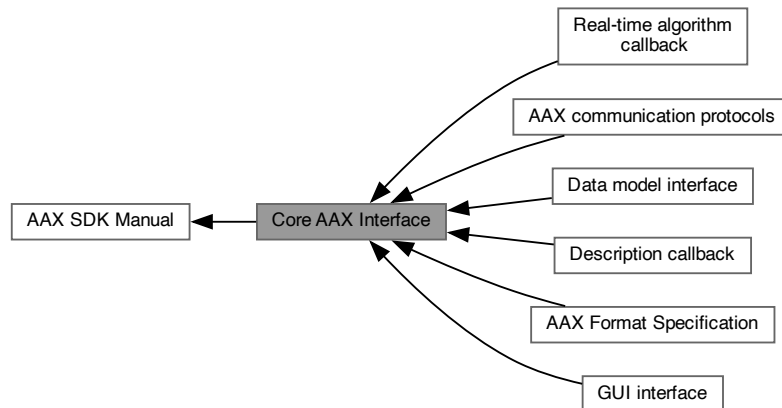 Real-time algorithm
callback
AAX communication protocols
Data model interface
AAX SDK Manual
Core AAX Interface
Description callback
AAX Format Specification
GUI interface